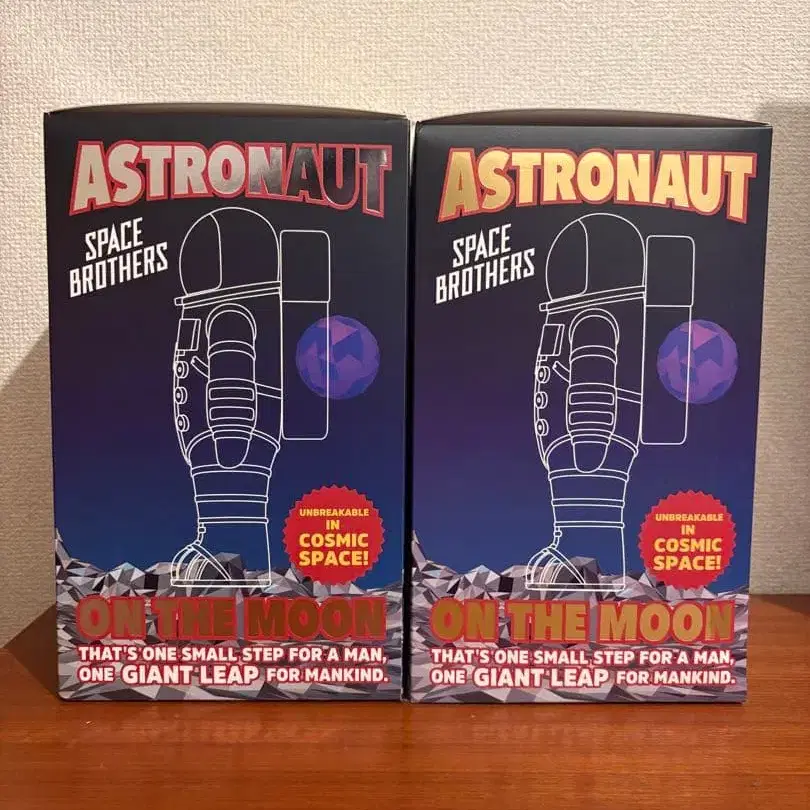 ASTRONAUT
SPACE
BROTHERS
UNBREAKABLE
IN
COSMIC
SPACE!
ON THE MOON
THAT'S ONE SMALL STEP FOR A MAN,
ONE GIANT LEAP FOR MANKIND.
ASTRONAUT
SPACE
BROTHERS
UNBREAKABLE
IN
COSMIC
SPACE!
ON THE MOON
THAT'S ONE SMALL STEP FOR A MAN,
ONE GIANT LEAP FOR MANKIND.